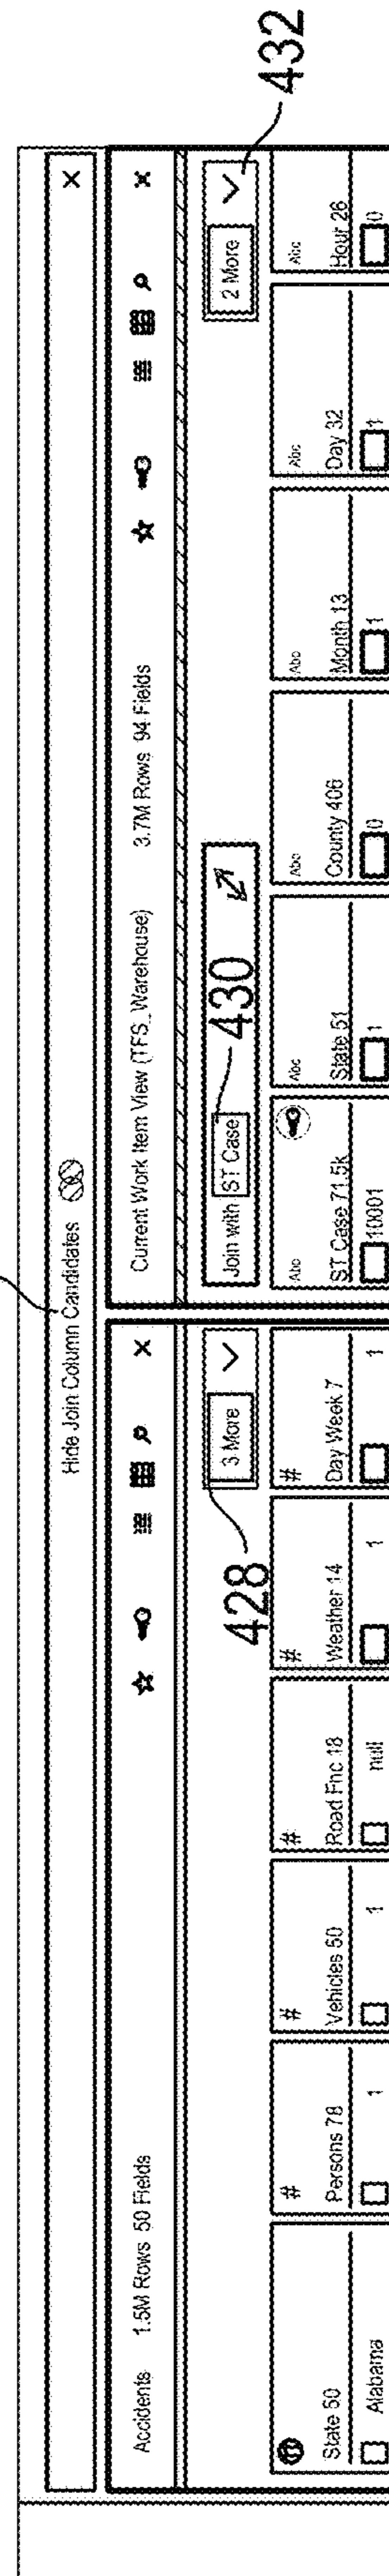 432
Hide Join Column Candidates X
Accidents 1.5M Rows 50 Fields X
Current Work Item View (TFS_Warehouse) 3.7M Rows 94 Fields X
428
3 More
Join with ST Case
430
2 More
State 50
Alabama
#
Persons 78
1
#
Vehicles 50
1
#
Road Fnc 18
null
#
Weather 14
1
#
Day Week 7
1
Abc
ST Case 71.5k
10001
Abc
State 51
1
Abc
County 406
0
Abc
Month 13
1
Abc
Day 32
1
Abc
Hour 26
0